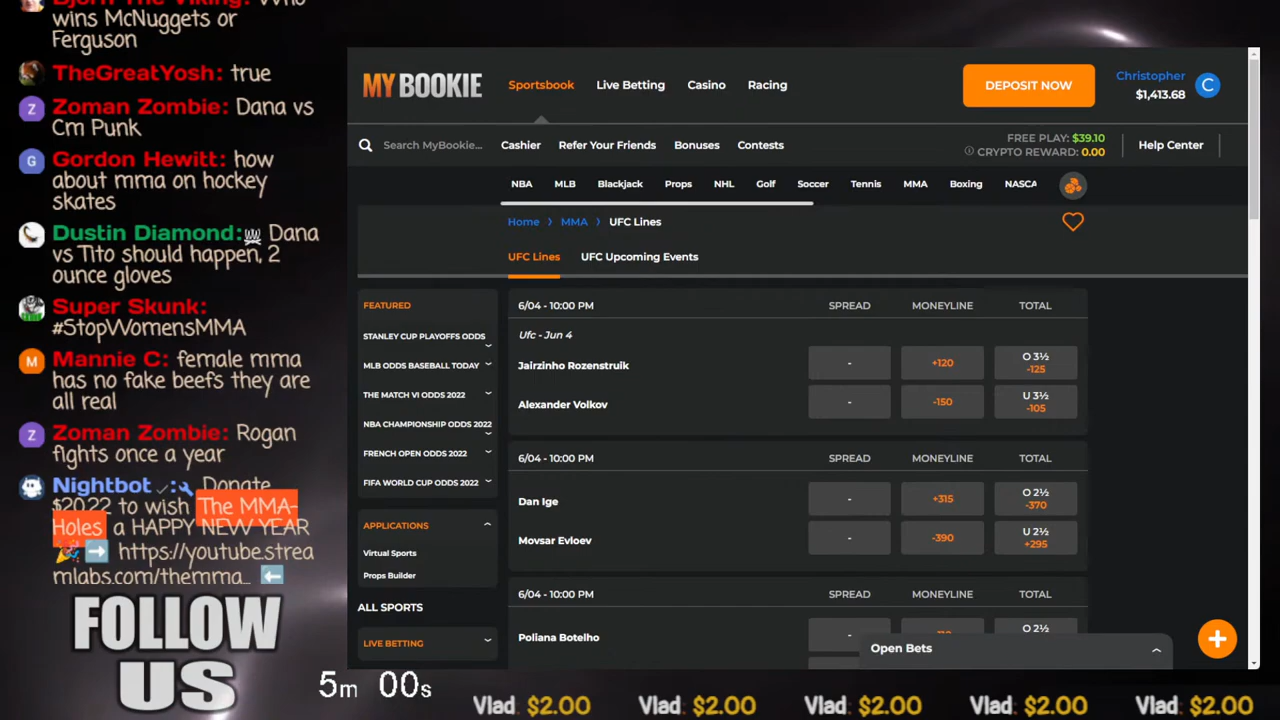 Bjorn The Viking: Who
wins McNuggets or
Ferguson
TheGreatYosh: true
Z Zoman Zombie: Dana vs
Cm Punk
G Gordon Hewitt: how
about mma on hockey
skates
Dustin Diamond: Dana
vs Tito should happen, 2
ounce gloves
Super Skunk:
#StopWomensMMA
M Mannie C: female mma
has no fake beefs they are
all real
Z Zoman Zombie: Rogan
fights once a year
Nightbot: Donate
$20.22 to wish The MMA-
Holes a HAPPY NEW YEAR
https://youtube.strea
mlabs.com/themma...
FOLLOW
US
5m 00s
MYBOOKIE
Sportsbook Live Betting Casino Racing
DEPOSIT NOW
Christopher C
$1,413.68
Search MyBookie...
Cashier Refer Your Friends Bonuses Contests
FREE PLAY: $39.10
CRYPTO REWARD: 0.00
Help Center
NBA MLB Blackjack Props NHL Golf Soccer Tennis MMA Boxing NASCA
Home > MMA > UFC Lines
UFC Lines UFC Upcoming Events
FEATURED
STANLEY CUP PLAYOFFS ODDS
MLB ODDS BASEBALL TODAY
THE MATCH VI ODDS 2022
NBA CHAMPIONSHIP ODDS 2022
FRENCH OPEN ODDS 2022
FIFA WORLD CUP ODDS 2022
APPLICATIONS
Virtual Sports
Props Builder
ALL SPORTS
LIVE BETTING
6/04 - 10:00 PM SPREAD MONEYLINE TOTAL
Ufc - Jun 4
Jairzinho Rozenstruik - +120 O 3½ -125
Alexander Volkov - -150 U 3½ -105
6/04 - 10:00 PM SPREAD MONEYLINE TOTAL
Dan Ige - +315 O 2½ -370
Movsar Evloev - -390 U 2½ +295
6/04 - 10:00 PM SPREAD MONEYLINE TOTAL
Poliana Botelho - O 2½
Open Bets
+
Vlad: $2.00 Vlad: $2.00 Vlad: $2.00 Vlad: $2.00 Vlad: $2.00